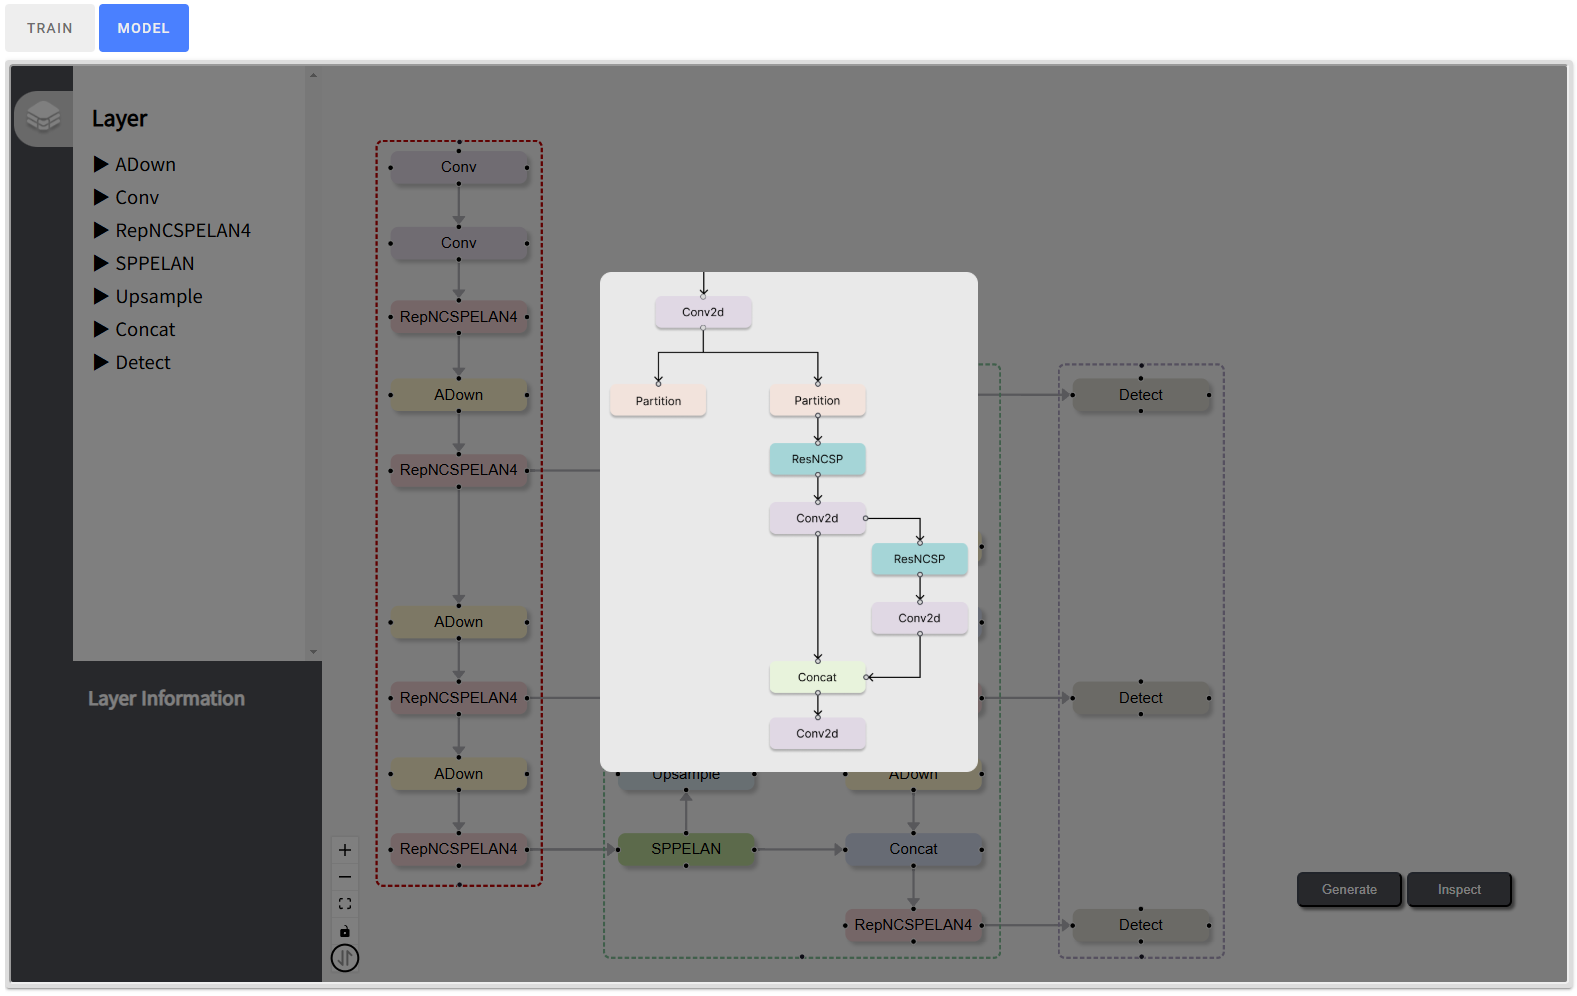 TRAIN MODEL
Layer
ADown
Conv
RepNCSPELAN4
SPPELAN
Upsample
Concat
Detect
Layer Information
Conv
Conv
RepNCSPELAN4
ADown
RepNCSPELAN4
ADown
RepNCSPELAN4
ADown
RepNCSPELAN4
Conv2d
Partition Partition
ResNCSP
Conv2d
ResNCSP
Conv2d
Concat
Conv2d
Upsample ADown
SPPELAN Concat
RepNCSPELAN4
Detect
Detect
Detect
Generate Inspect